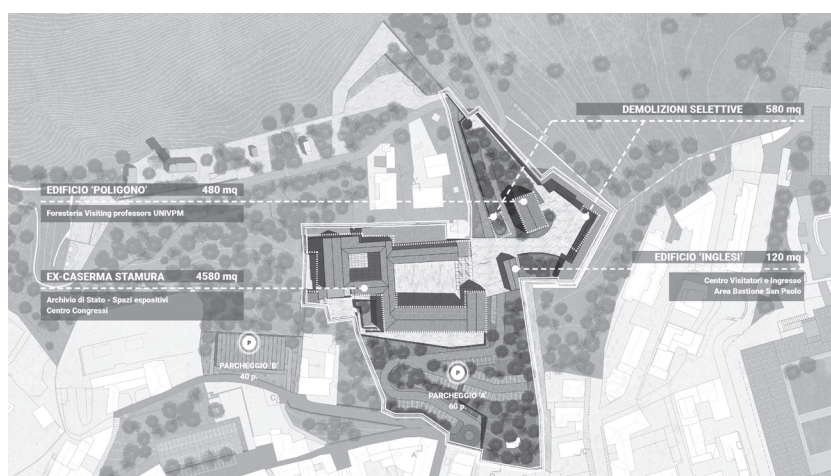 DEMOLIZIONI SELETTIVE 580 mq
EDIFICIO 'POLIGONO' 480 mq
Foresteria Visiting professors UNIVPM
EDIFICIO 'INGLESI' 120 mq
Centro Visitatori e Ingresso
Area Bastione San Paolo
EX-CASERMA STAMURA 4580 mq
Archivio di Stato - Spazi espositivi
Centro Congressi
P
PARCHEGGIO 'B'
40 p.
P
PARCHEGGIO 'A'
60 p.